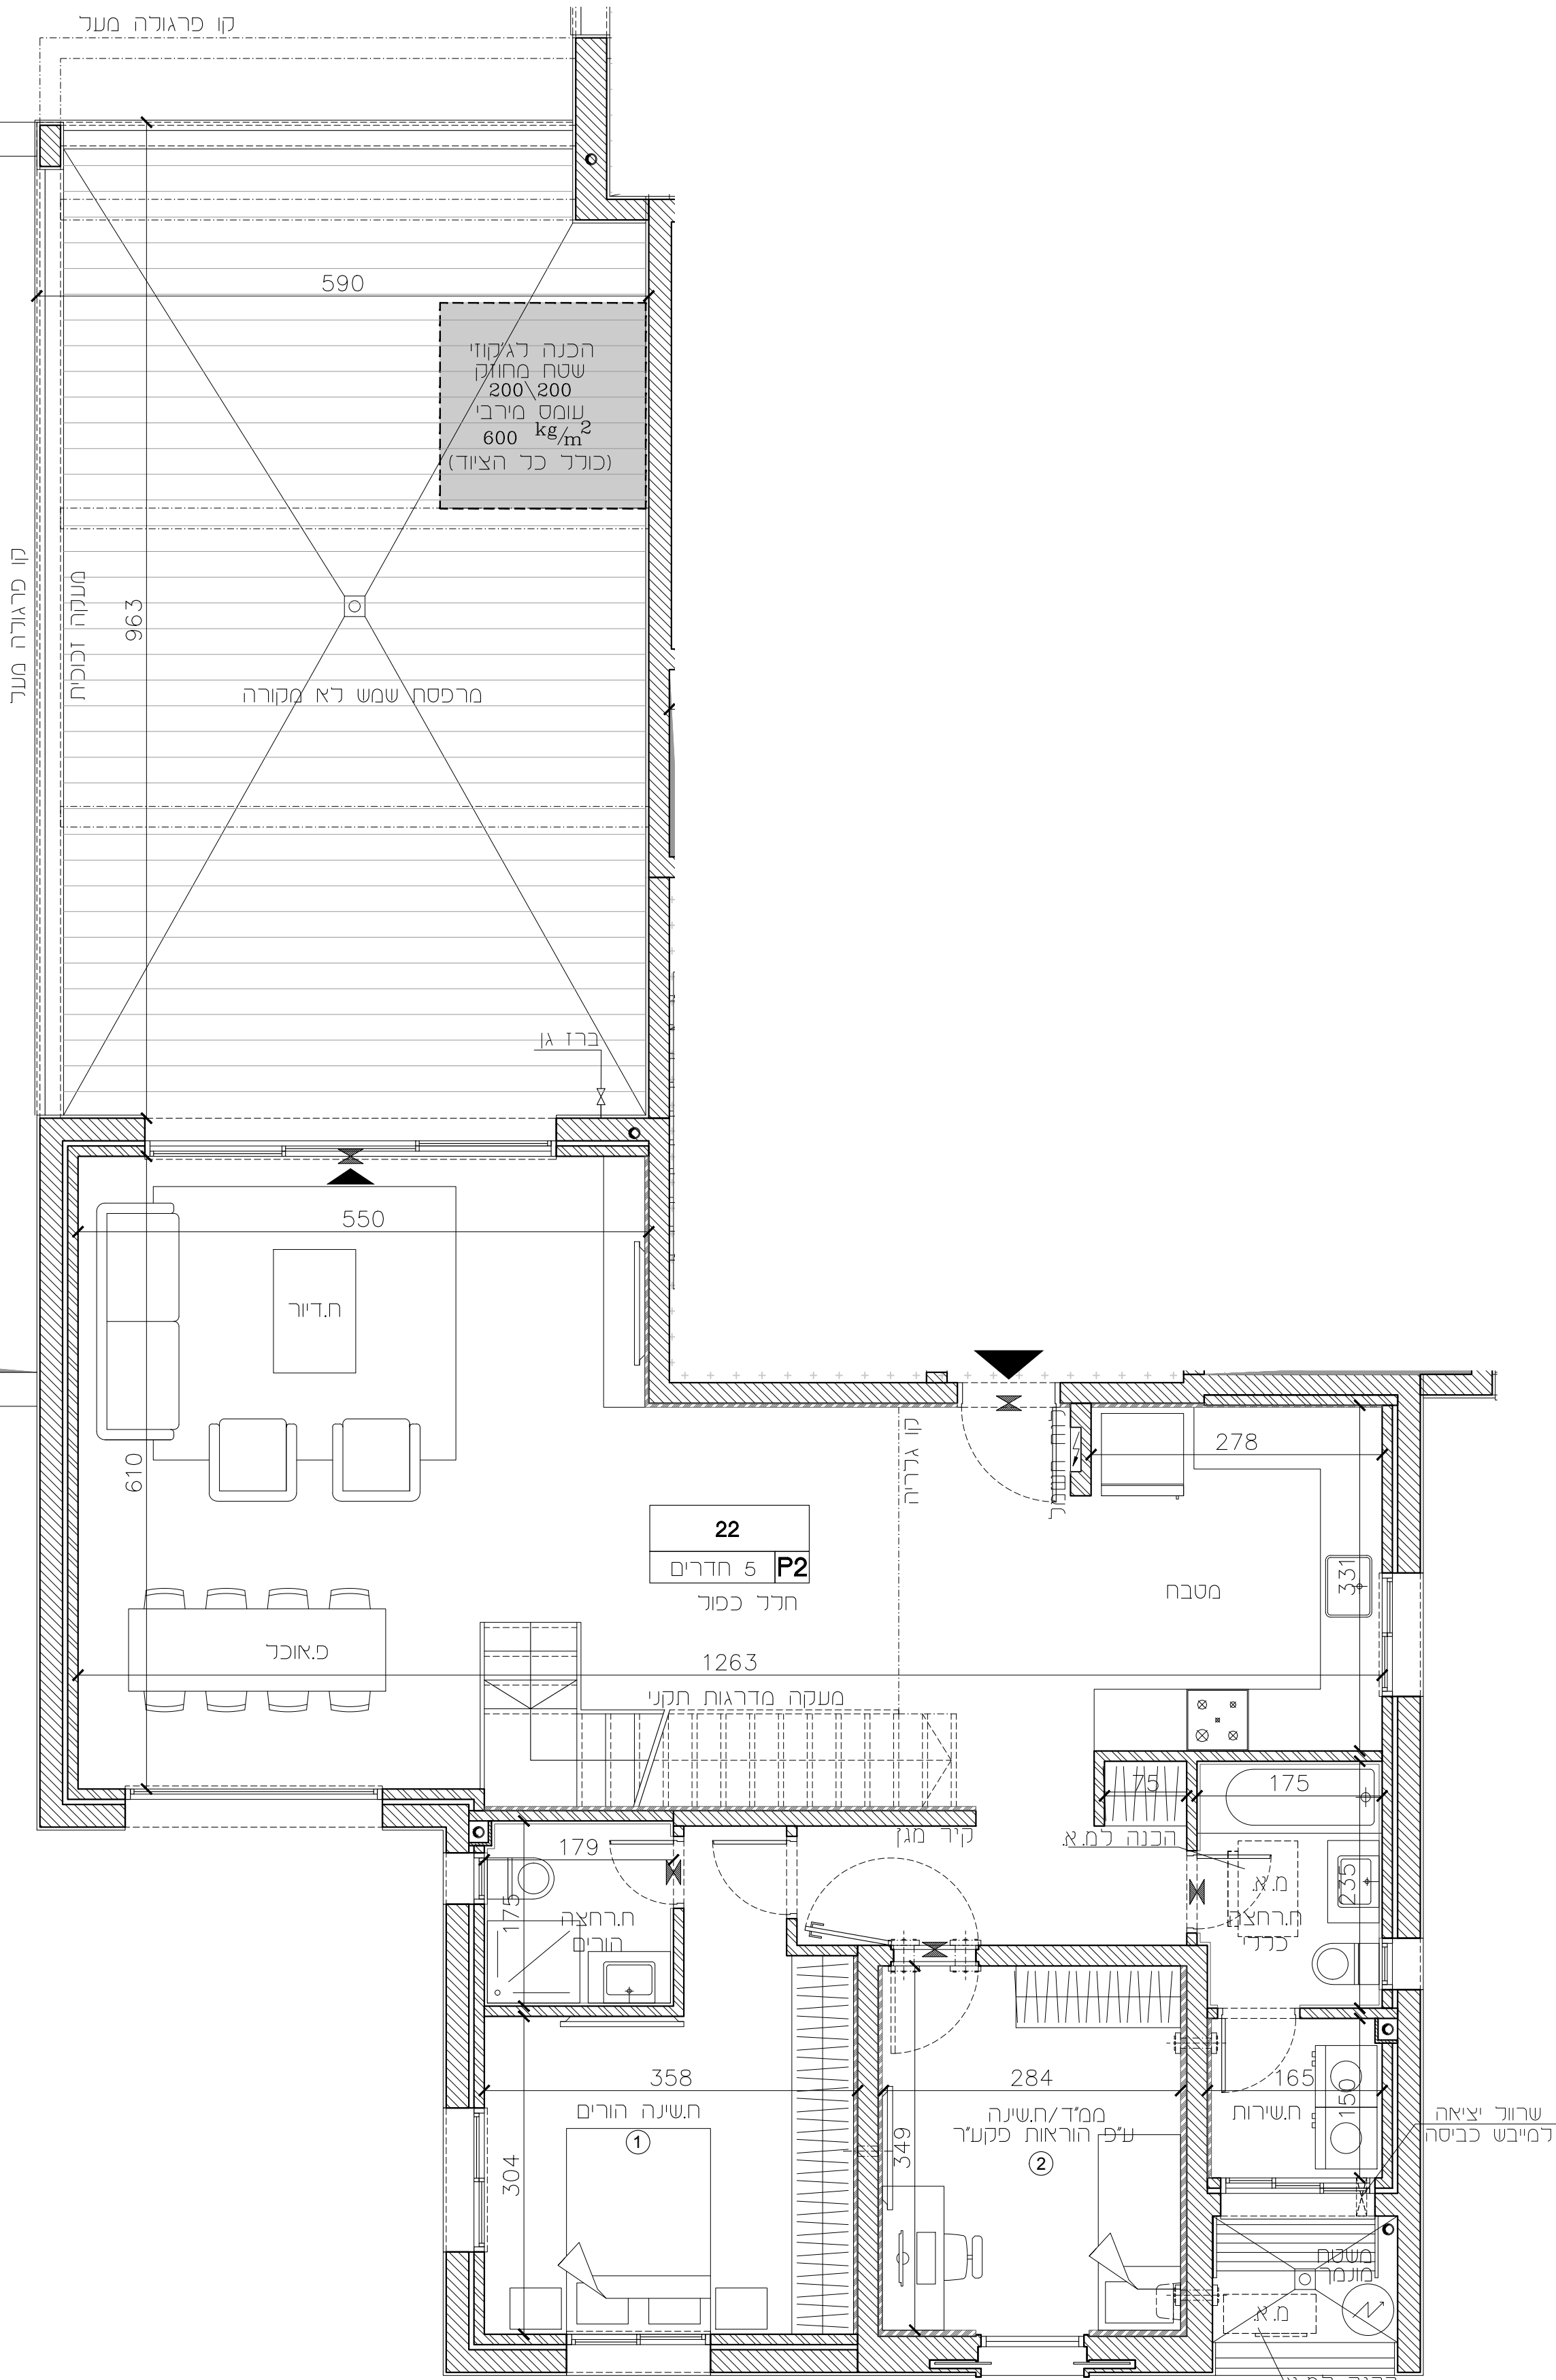 קו פרגולה מעל
590
הכנה לג'קוזי
שטח מחוזק
200\200
עומס מירבי
600 kg/m²
(כולל כל הציוד)
קו פרגולה מעל
מעקה זכוכית
963
מרפסת שמש לא מקורה
ברז גן
550
ח.דיור
610
קו גלריה
לוח חשמל
278
22
5 חדרים
P2
חלל כפול
מטבח
331
פ.אוכל
1263
מעקה מדרגות תקני
75
175
קיר מגן
הכנה למ.א.
179
175
ח.רחצה
הורים
מ.א.
235
ח.רחצה
כללי
358
284
165
150
ח.שינה הורים
1
ממ"ד/ח.שינה
ע"פ הוראות פקע"ר
2
ח.שירות
שרוול יציאה
למייבש כביסה
304
349
משטח
מונמך
מ.א.